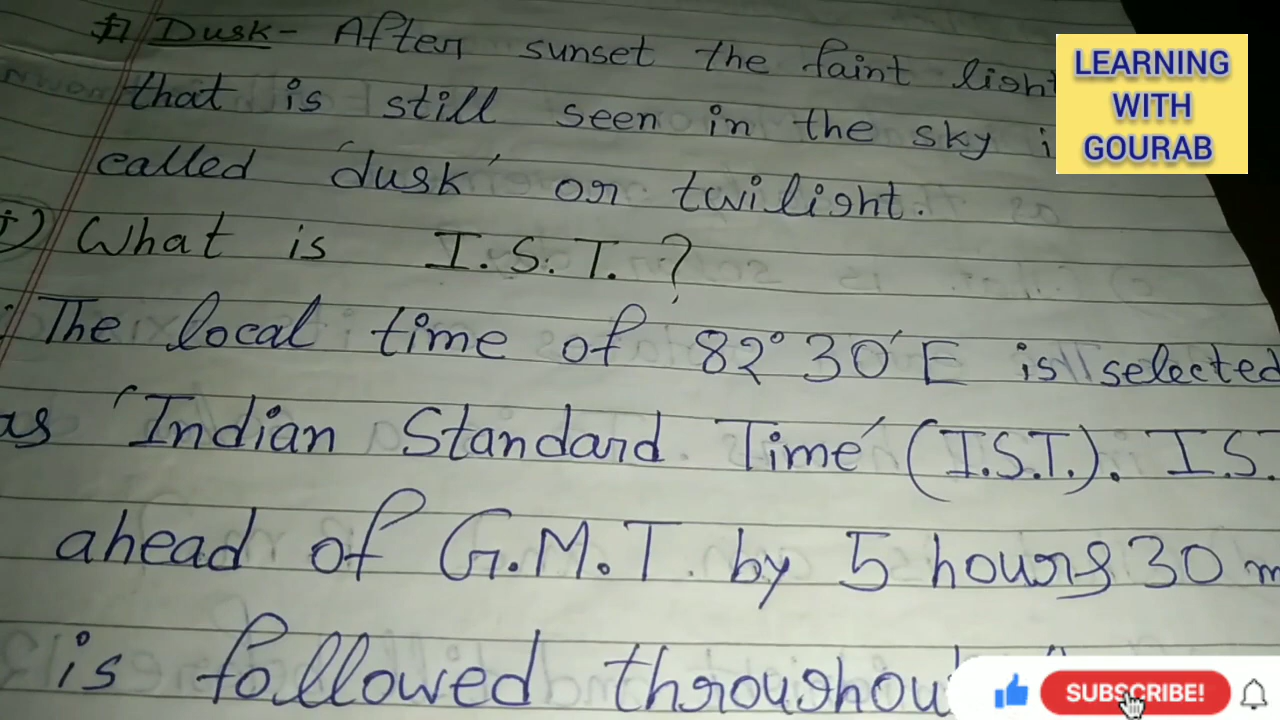 # Dusk - After sunset the faint light
that is still seen in the sky i
called 'dusk' or twilight.
i) What is I.S.T. ?
: The local time of 82° 30' E is selected
as 'Indian Standard Time' (I.S.T.). I.S.
ahead of G.M.T. by 5 hours 30 m
is followed throughou
LEARNING
WITH
GOURAB
SUBSCRIBE!